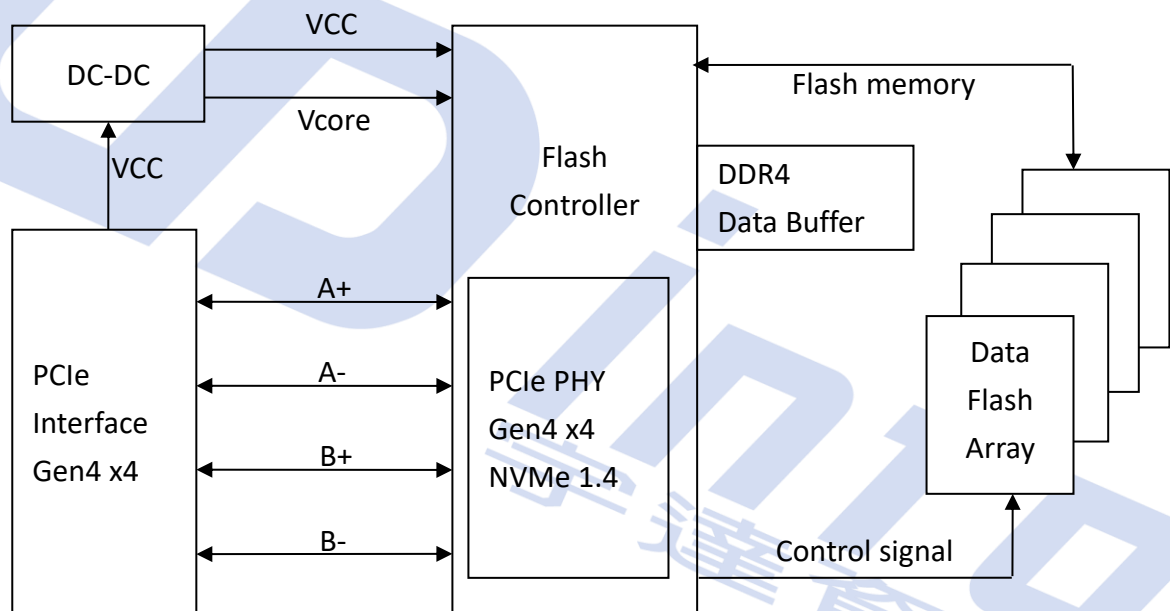 VCC
DC-DC
Vcore
VCC
Flash memory
Flash
Controller
DDR4
Data Buffer
A+
A-
B+
B-
PCIe
Interface
Gen4 x4
PCIe PHY
Gen4 x4
NVMe 1.4
Data
Flash
Array
Control signal